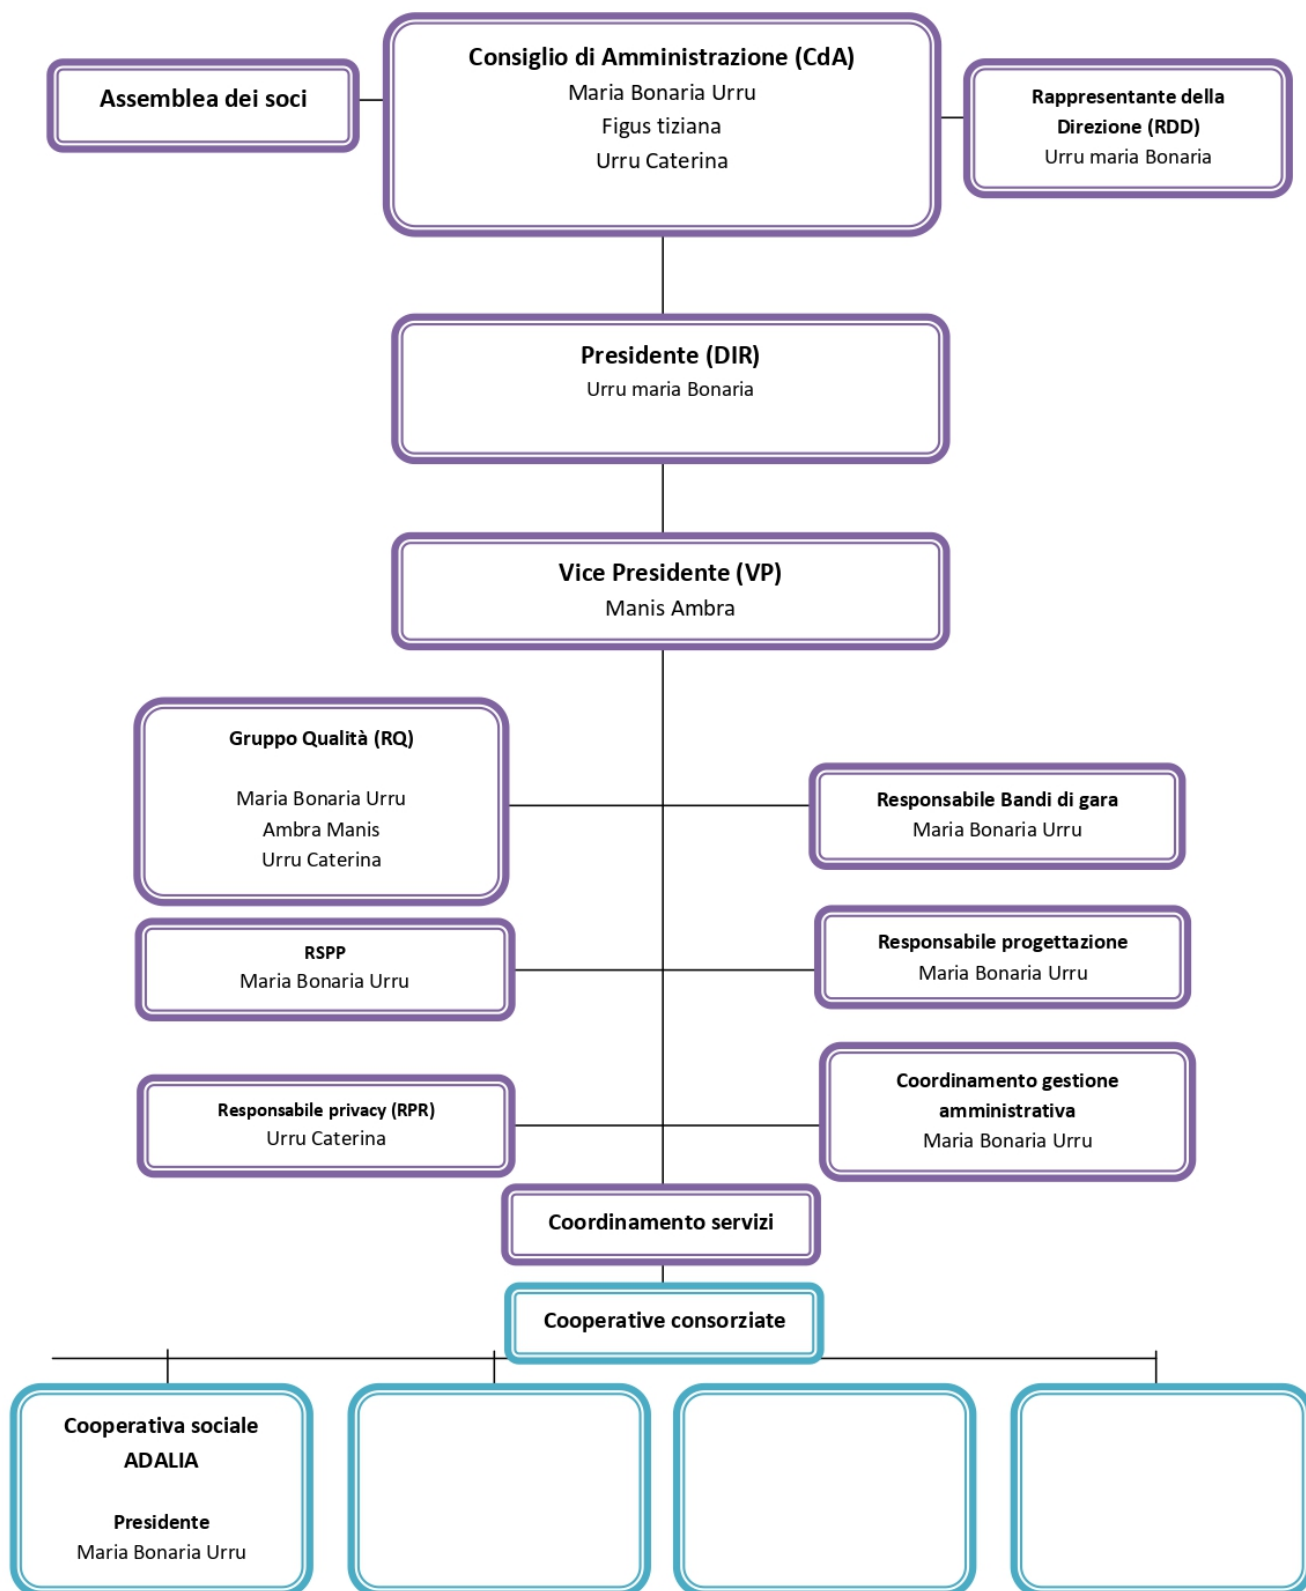 Assemblea dei soci
Consiglio di Amministrazione (CdA)
Maria Bonaria Urru
Figus tiziana
Urru Caterina
Rappresentante della
Direzione (RDD)
Urru maria Bonaria
Presidente (DIR)
Urru maria Bonaria
Vice Presidente (VP)
Manis Ambra
Gruppo Qualità (RQ)
Maria Bonaria Urru
Ambra Manis
Urru Caterina
Responsabile Bandi di gara
Maria Bonaria Urru
RSPP
Maria Bonaria Urru
Responsabile progettazione
Maria Bonaria Urru
Responsabile privacy (RPR)
Urru Caterina
Coordinamento gestione
amministrativa
Maria Bonaria Urru
Coordinamento servizi
Cooperative consorziate
Cooperativa sociale
ADALIA
Presidente
Maria Bonaria Urru